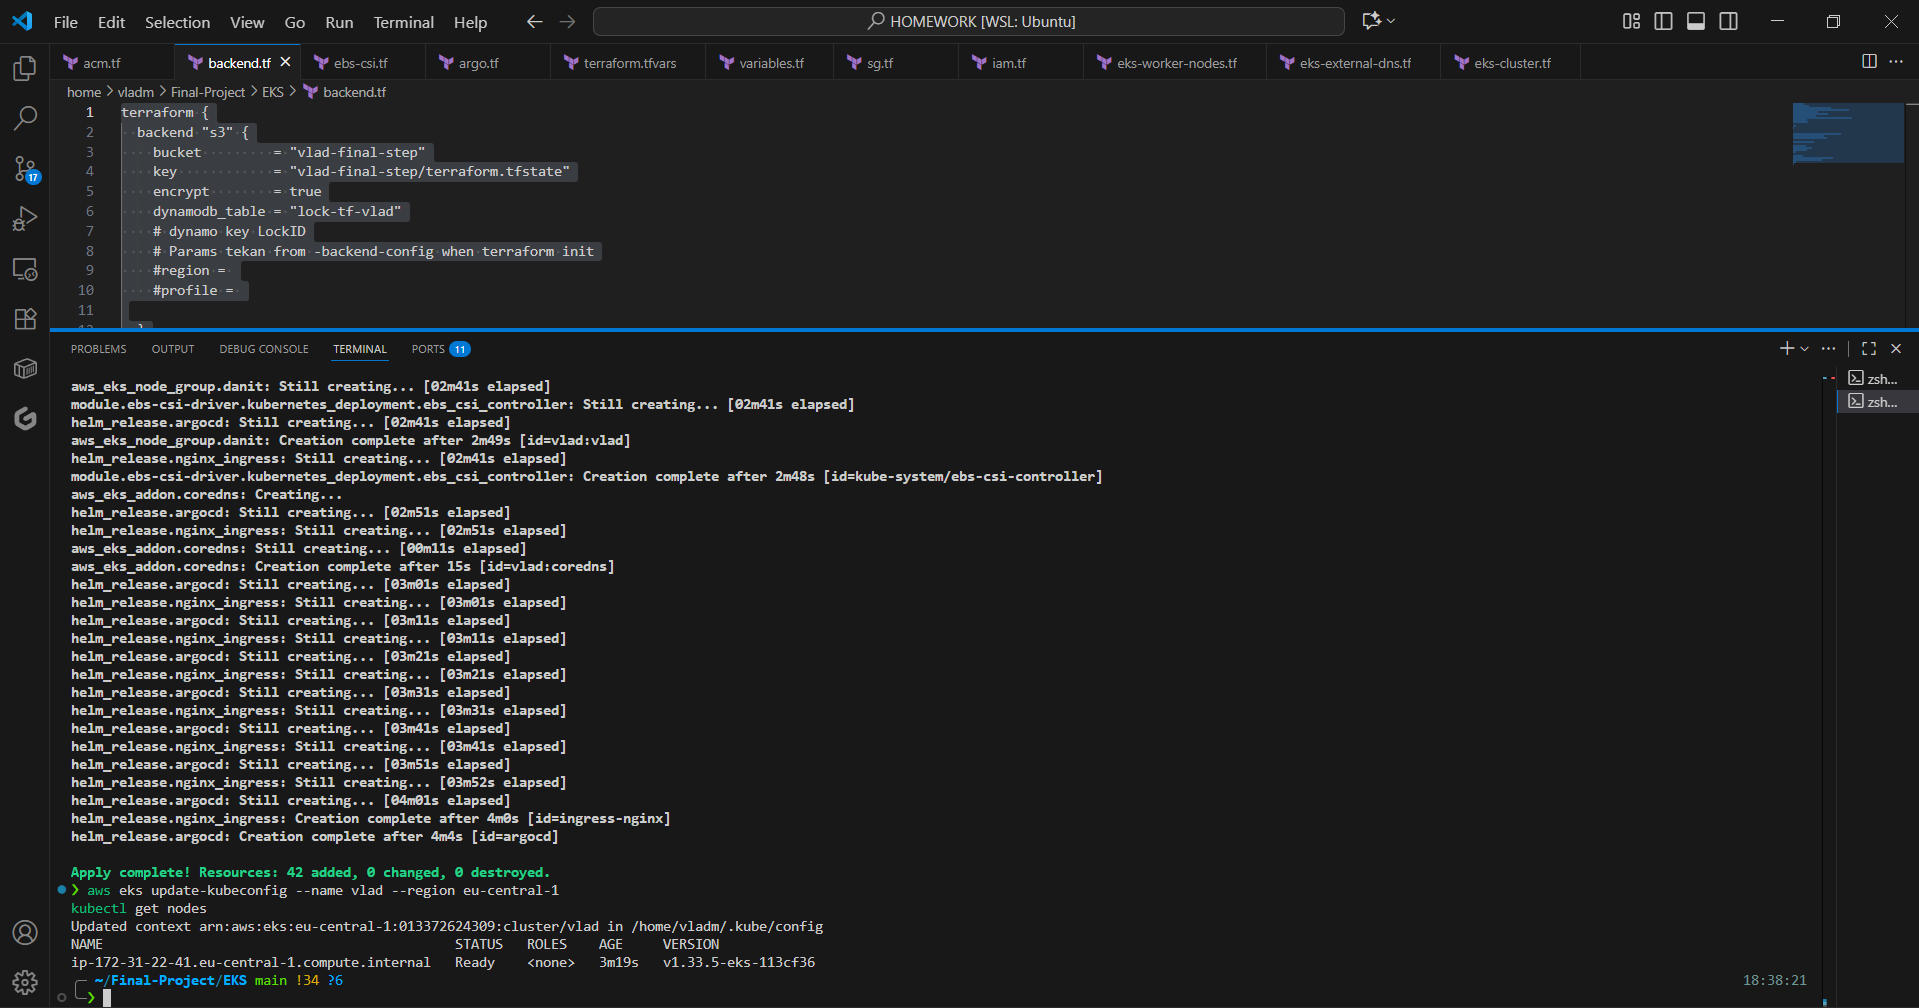 File Edit Selection View Go Run Terminal Help
HOMEWORK [WSL: Ubuntu]
acm.tf backend.tf ebs-csi.tf argo.tf terraform.tfvars variables.tf sg.tf iam.tf eks-worker-nodes.tf eks-external-dns.tf eks-cluster.tf
home > vladm > Final-Project > EKS > backend.tf
1 terraform {
2 backend "s3" {
3 bucket = "vlad-final-step"
4 key = "vlad-final-step/terraform.tfstate"
5 encrypt = true
6 dynamodb_table = "lock-tf-vlad"
7 # dynamo key LockID
8 # Params tekan from -backend-config when terraform init
9 #region =
10 #profile =
11
12 }
17
PROBLEMS OUTPUT DEBUG CONSOLE TERMINAL PORTS 11
zsh...
zsh...
aws_eks_node_group.danit: Still creating... [02m41s elapsed]
module.ebs-csi-driver.kubernetes_deployment.ebs_csi_controller: Still creating... [02m41s elapsed]
helm_release.argocd: Still creating... [02m41s elapsed]
aws_eks_node_group.danit: Creation complete after 2m49s [id=vlad:vlad]
helm_release.nginx_ingress: Still creating... [02m41s elapsed]
module.ebs-csi-driver.kubernetes_deployment.ebs_csi_controller: Creation complete after 2m48s [id=kube-system/ebs-csi-controller]
aws_eks_addon.coredns: Creating...
helm_release.argocd: Still creating... [02m51s elapsed]
helm_release.nginx_ingress: Still creating... [02m51s elapsed]
aws_eks_addon.coredns: Still creating... [00m11s elapsed]
aws_eks_addon.coredns: Creation complete after 15s [id=vlad:coredns]
helm_release.argocd: Still creating... [03m01s elapsed]
helm_release.nginx_ingress: Still creating... [03m01s elapsed]
helm_release.argocd: Still creating... [03m11s elapsed]
helm_release.nginx_ingress: Still creating... [03m11s elapsed]
helm_release.argocd: Still creating... [03m21s elapsed]
helm_release.nginx_ingress: Still creating... [03m21s elapsed]
helm_release.argocd: Still creating... [03m31s elapsed]
helm_release.nginx_ingress: Still creating... [03m31s elapsed]
helm_release.argocd: Still creating... [03m41s elapsed]
helm_release.nginx_ingress: Still creating... [03m41s elapsed]
helm_release.argocd: Still creating... [03m51s elapsed]
helm_release.nginx_ingress: Still creating... [03m52s elapsed]
helm_release.argocd: Still creating... [04m01s elapsed]
helm_release.nginx_ingress: Creation complete after 4m0s [id=ingress-nginx]
helm_release.argocd: Creation complete after 4m4s [id=argocd]
Apply complete! Resources: 42 added, 0 changed, 0 destroyed.
❯ aws eks update-kubeconfig --name vlad --region eu-central-1
kubectl get nodes
Updated context arn:aws:eks:eu-central-1:013372624309:cluster/vlad in /home/vladm/.kube/config
NAME STATUS ROLES AGE VERSION
ip-172-31-22-41.eu-central-1.compute.internal Ready <none> 3m19s v1.33.5-eks-113cf36
~/Final-Project/EKS main !34 ?6 18:38:21
❯